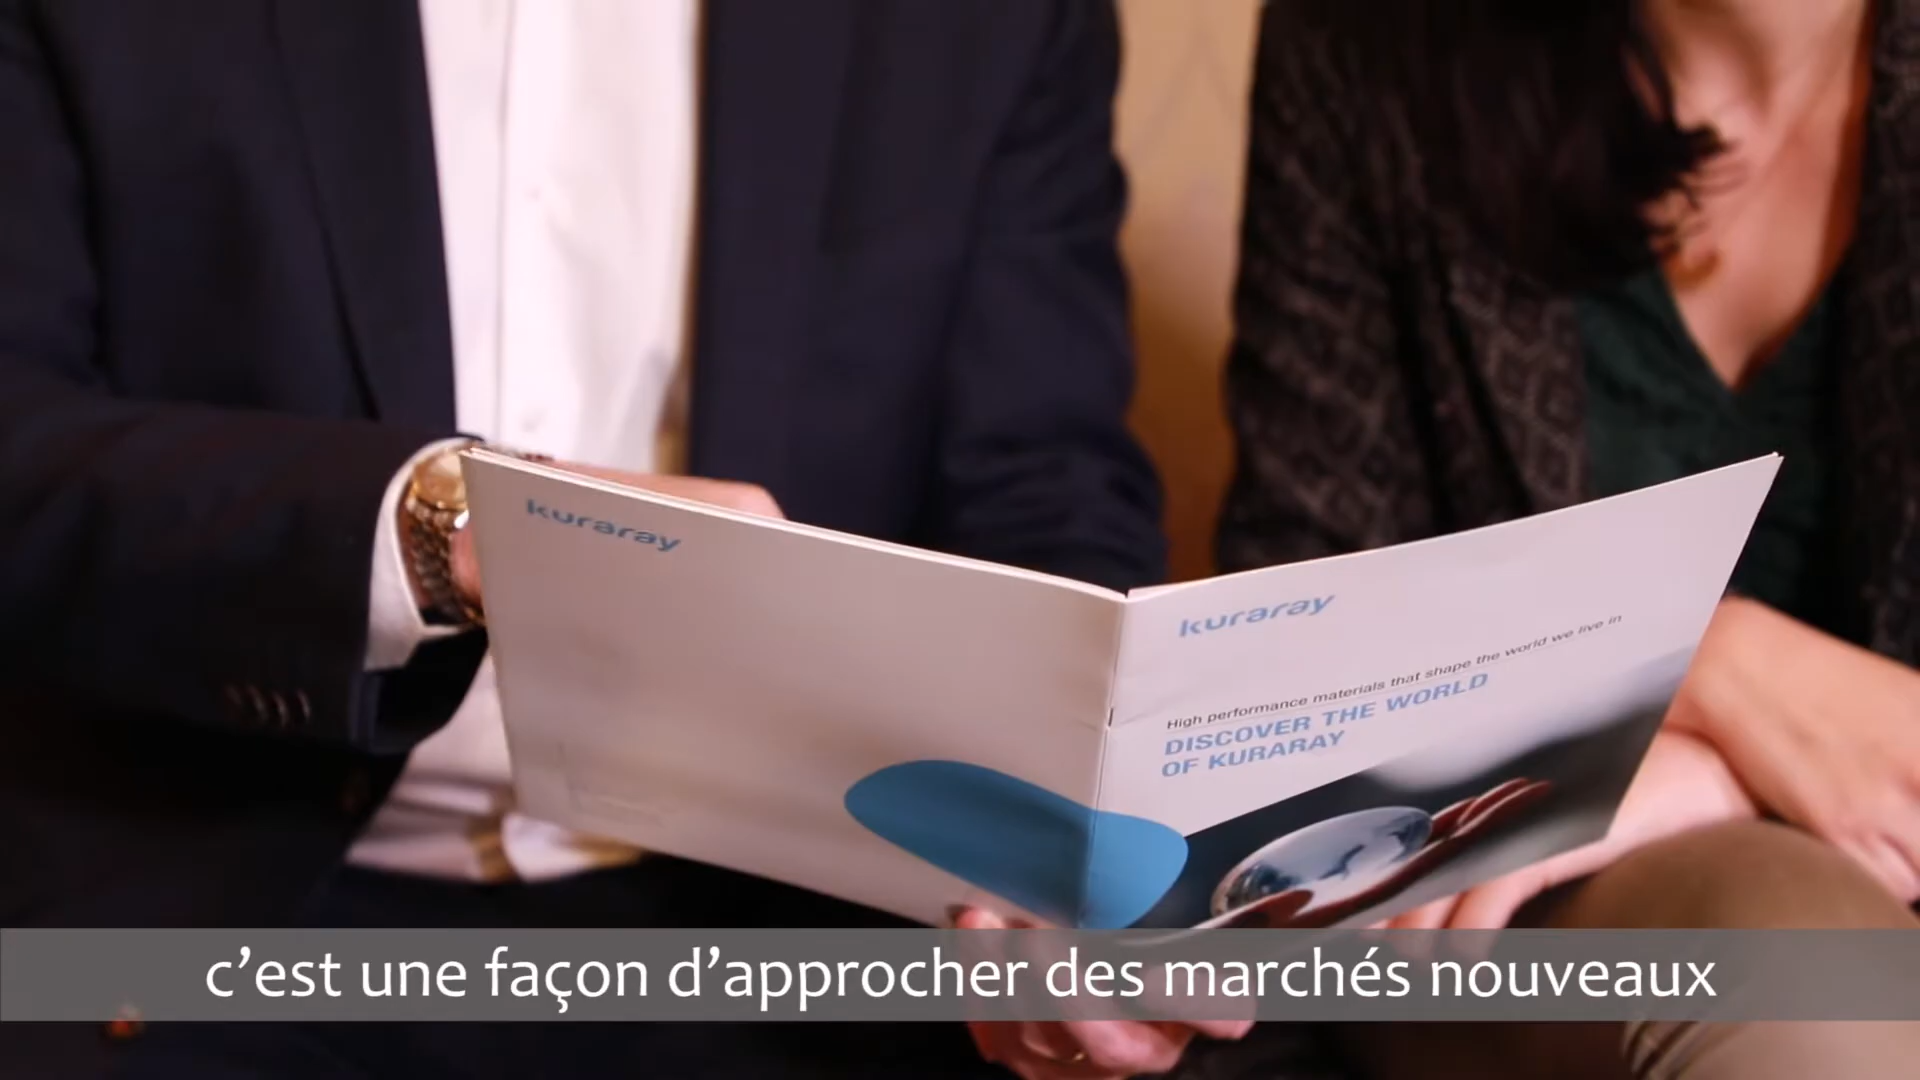 kuraray
kuraray
High performance materials that shape the world we live in
DISCOVER THE WORLD
OF KURARAY
c’est une façon d’approcher des marchés nouveaux